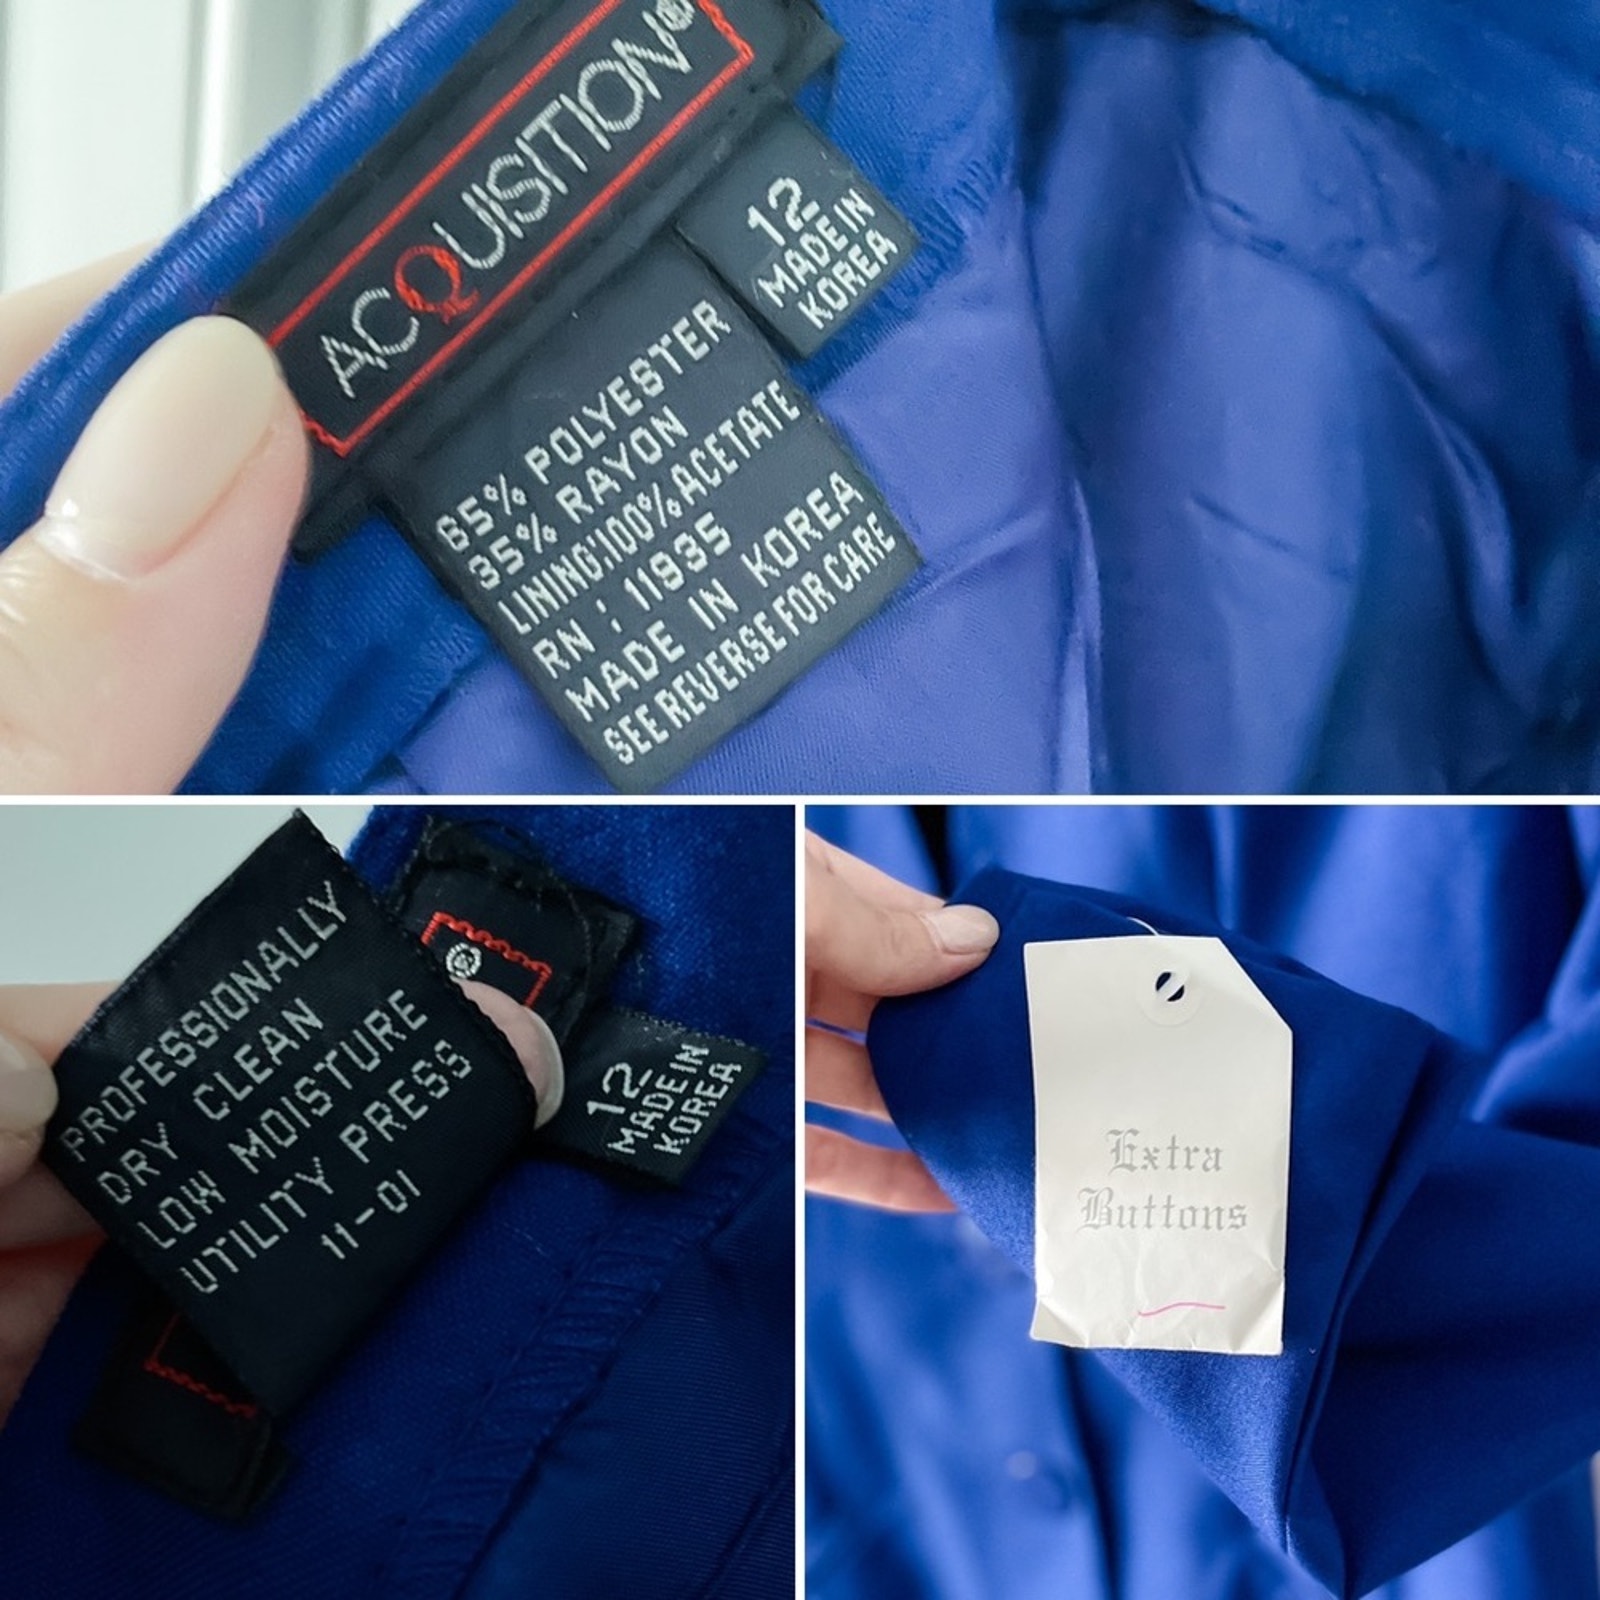 ACQUISITION®
12
MADE IN
KOREA
65% POLYESTER
35% RAYON
LINING:100% ACETATE
RN : 11935
MADE IN KOREA
SEE REVERSE FOR CARE
PROFESSIONALLY
DRY CLEAN
LOW MOISTURE
UTILITY PRESS
11-01
®
12
MADE IN
KOREA
Extra
Buttons